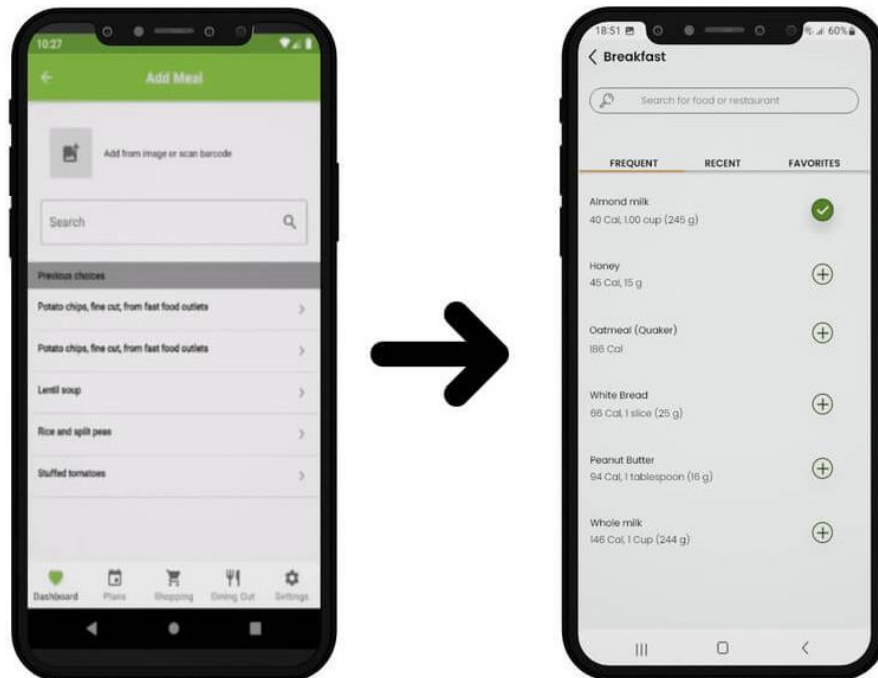 10:27
Add Meal
Add from image or scan barcode
Search
Previous choices
Potato chips, fine cut, from fast food outlets
Potato chips, fine cut, from fast food outlets
Lentil soup
Rice and split peas
Stuffed tomatoes
Dashboard Plans Shopping Dining Out Settings
18:51 60%
Breakfast
Search for food or restaurant
FREQUENT RECENT FAVORITES
Almond milk
40 Cal, 1.00 cup (245 g)
Honey
45 Cal, 15 g
Oatmeal (Quaker)
186 Cal
White Bread
66 Cal, 1 slice (25 g)
Peanut Butter
94 Cal, 1 tablespoon (16 g)
Whole milk
146 Cal, 1 Cup (244 g)